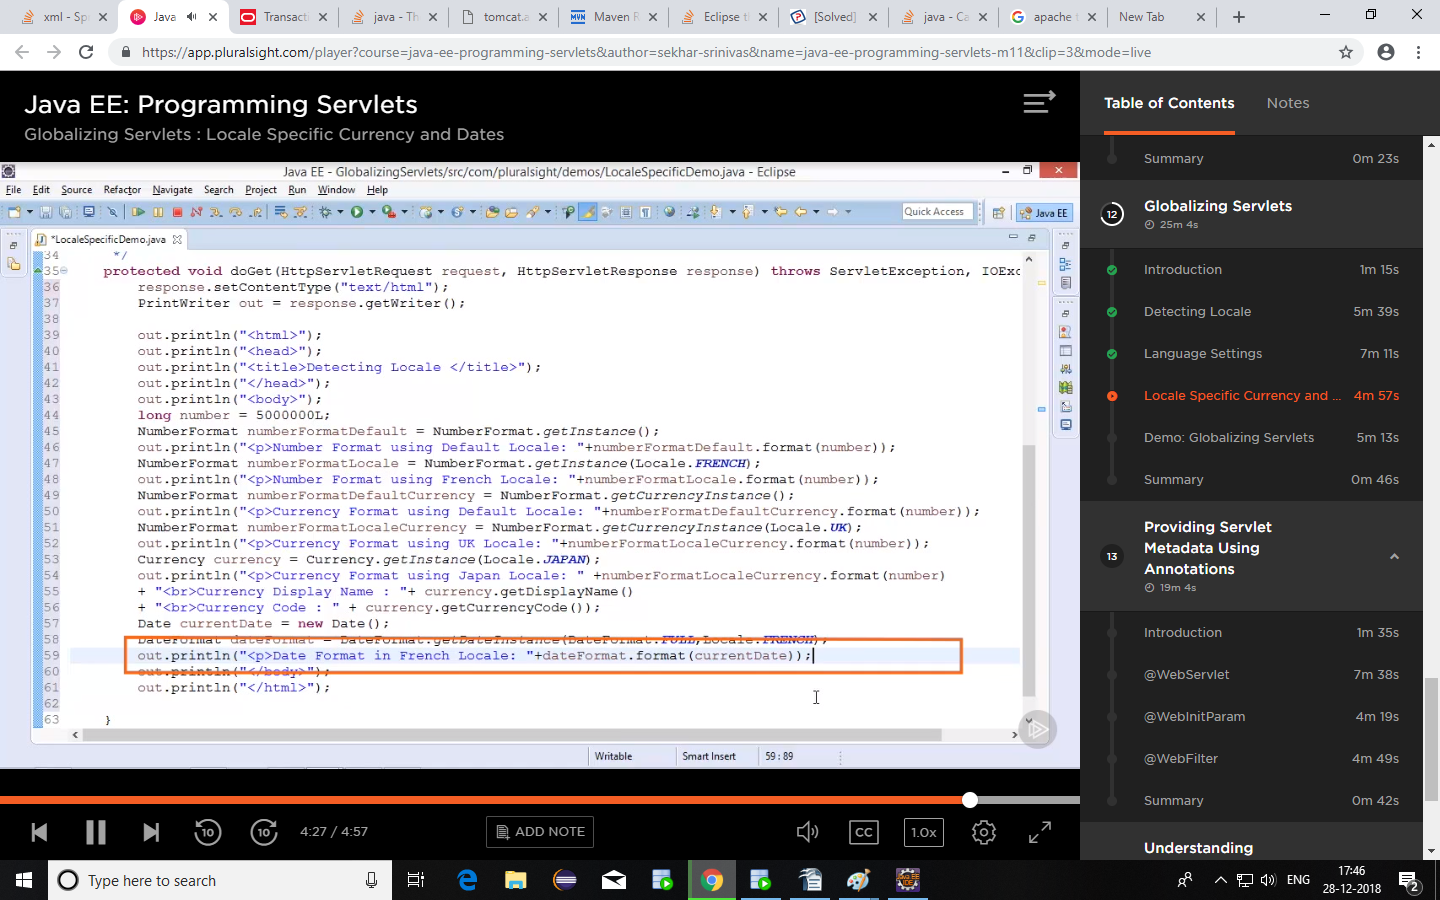 xml - Sp
Java
Transacti
java - Th
tomcat.a
Maven R
Eclipse ti
[Solved]
java - Ca
apache t
New Tab
https://app.pluralsight.com/player?course=java-ee-programming-servlets&author=sekhar-srinivas&name=java-ee-programming-servlets-m11&clip=3&mode=live
Java EE: Programming Servlets
Globalizing Servlets : Locale Specific Currency and Dates
Java EE - GlobalizingServlets/src/com/pluralsight/demos/LocaleSpecificDemo.java - Eclipse
File Edit Source Refactor Navigate Search Project Run Window Help
Quick Access
Java EE
*LocaleSpecificDemo.java
34 */
35 protected void doGet(HttpServletRequest request, HttpServletResponse response) throws ServletException, IOExc
36 response.setContentType("text/html");
37 PrintWriter out = response.getWriter();
38
39 out.println("<html>");
40 out.println("<head>");
41 out.println("<title>Detecting Locale </title>");
42 out.println("</head>");
43 out.println("<body>");
44 long number = 5000000L;
45 NumberFormat numberFormatDefault = NumberFormat.getInstance();
46 out.println("<p>Number Format using Default Locale: "+numberFormatDefault.format(number));
47 NumberFormat numberFormatLocale = NumberFormat.getInstance(Locale.FRENCH);
48 out.println("<p>Number Format using French Locale: "+numberFormatLocale.format(number));
49 NumberFormat numberFormatDefaultCurrency = NumberFormat.getCurrencyInstance();
50 out.println("<p>Currency Format using Default Locale: "+numberFormatDefaultCurrency.format(number));
51 NumberFormat numberFormatLocaleCurrency = NumberFormat.getCurrencyInstance(Locale.UK);
52 out.println("<p>Currency Format using UK Locale: "+numberFormatLocaleCurrency.format(number));
53 Currency currency = Currency.getInstance(Locale.JAPAN);
54 out.println("<p>Currency Format using Japan Locale: " +numberFormatLocaleCurrency.format(number)
55 + "<br>Currency Display Name : "+ currency.getDisplayName()
56 + "<br>Currency Code : " + currency.getCurrencyCode());
57 Date currentDate = new Date();
58 DateFormat dateFormat = DateFormat.getDateInstance(DateFormat.FULL,Locale.FRENCH);
59 out.println("<p>Date Format in French Locale: "+dateFormat.format(currentDate));
60 out.println("</body>");
61 out.println("</html>");
62
63 }
Writable
Smart Insert
59 : 89
10
10
4:27 / 4:57
ADD NOTE
CC
1.0x
Table of Contents
Notes
Summary 0m 23s
12
Globalizing Servlets
25m 4s
Introduction 1m 15s
Detecting Locale 5m 39s
Language Settings 7m 11s
Locale Specific Currency and ... 4m 57s
Demo: Globalizing Servlets 5m 13s
Summary 0m 46s
13
Providing Servlet
Metadata Using
Annotations
19m 4s
Introduction 1m 35s
@WebServlet 7m 38s
@WebInitParam 4m 19s
@WebFilter 4m 49s
Summary 0m 42s
Understanding
Type here to search
ENG
17:46
28-12-2018
2